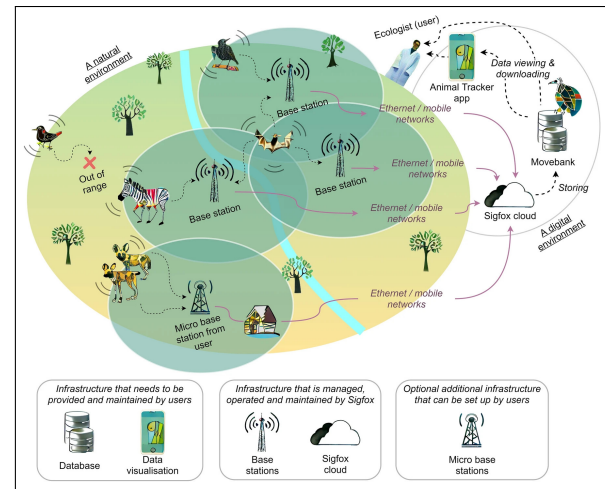 A natural
environment
Ecologist (user)
Animal Tracker
app
Data viewing &
downloading
Base station
Ethernet / mobile
networks
Movebank
Out of
range
Base station
Base station
Ethernet / mobile
networks
Storing
Ethernet / mobile
networks
Sigfox cloud
A digital
environment
Micro base
station from
user
Ethernet / mobile
networks
Infrastructure that needs to be
provided and maintained by users
Database
Data
visualisation
Infrastructure that is managed,
operated and maintained by Sigfox
Base
stations
Sigfox
cloud
Optional additional infrastructure
that can be set up by users
Micro base
stations